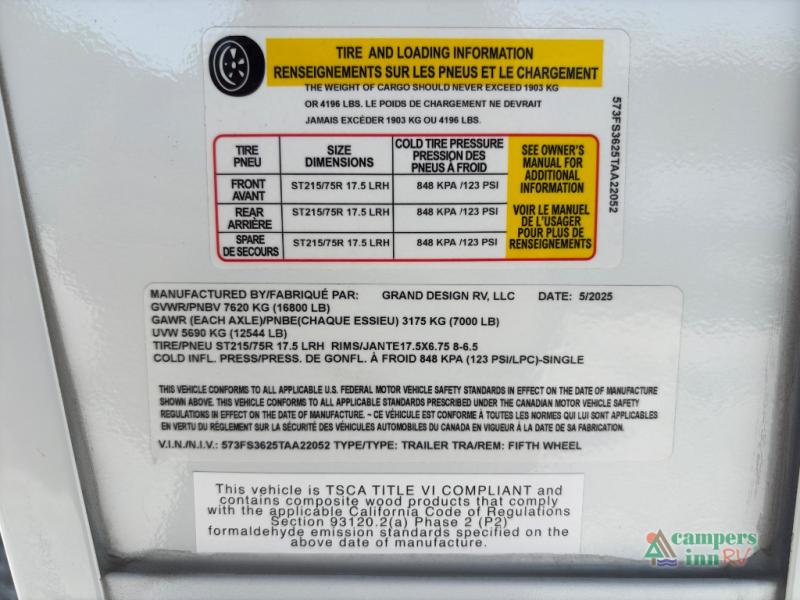 TIRE AND LOADING INFORMATION
RENSEIGNEMENTS SUR LES PNEUS ET LE CHARGEMENT
THE WEIGHT OF CARGO SHOULD NEVER EXCEED 1903 KG
OR 4196 LBS. LE POIDS DE CHARGEMENT NE DEVRAIT
JAMAIS EXCÉDER 1903 KG OU 4196 LBS.
TIRE
PNEU
SIZE
DIMENSIONS
COLD TIRE PRESSURE
PRESSION DES
PNEUS À FROID
FRONT
AVANT
ST215/75R 17.5 LRH
848 KPA /123 PSI
REAR
ARRIÈRE
ST215/75R 17.5 LRH
848 KPA /123 PSI
SPARE
DE SECOURS
ST215/75R 17.5 LRH
848 KPA /123 PSI
SEE OWNER'S
MANUAL FOR
ADDITIONAL
INFORMATION
VOIR LE MANUEL
DE L'USAGER
POUR PLUS DE
RENSEIGNEMENTS
573FS3625TAA22052
MANUFACTURED BY/FABRIQUÉ PAR: GRAND DESIGN RV, LLC DATE: 5/2025
GVWR/PNBV 7620 KG (16800 LB)
GAWR (EACH AXLE)/PNBE(CHAQUE ESSIEU) 3175 KG (7000 LB)
UVW 5690 KG (12544 LB)
TIRE/PNEU ST215/75R 17.5 LRH RIMS/JANTE17.5X6.75 8-6.5
COLD INFL. PRESS/PRESS. DE GONFL. À FROID 848 KPA (123 PSI/LPC)-SINGLE
THIS VEHICLE CONFORMS TO ALL APPLICABLE U.S. FEDERAL MOTOR VEHICLE SAFETY STANDARDS IN EFFECT ON THE DATE OF MANUFACTURE
SHOWN ABOVE. THIS VEHICLE CONFORMS TO ALL APPLICABLE STANDARDS PRESCRIBED UNDER THE CANADIAN MOTOR VEHICLE SAFETY
REGULATIONS IN EFFECT ON THE DATE OF MANUFACTURE. ~ CE VÉHICULE EST CONFORME À TOUTES LES NORMES QUI LUI SONT APPLICABLES
EN VERTU DU RÉGLEMENT SUR LA SÉCURITÉ DES VÉHICULES AUTOMOBILES DU CANADA EN VIGUEUR À LA DATE DE SA FABRICATION.
V.I.N./N.I.V.: 573FS3625TAA22052 TYPE/TYPE: TRAILER TRA/REM: FIFTH WHEEL
This vehicle is TSCA TITLE VI COMPLIANT and
contains composite wood products that comply
with the applicable California Code of Regulations
Section 93120.2(a) Phase 2 (P2)
formaldehyde emission standards specified on the
above date of manufacture.
campers
inn RV